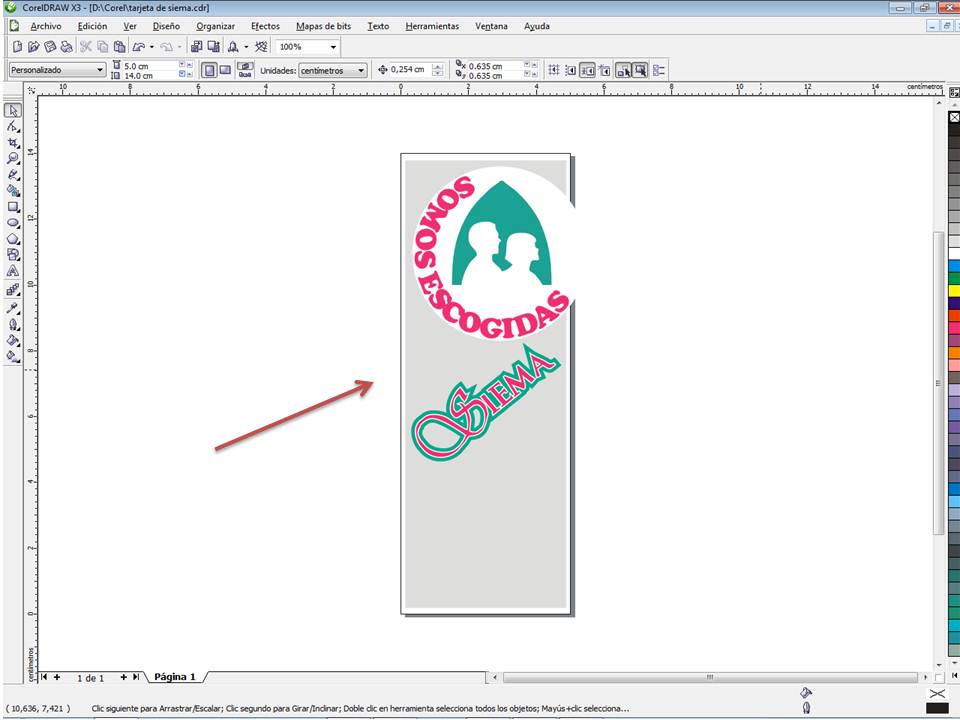 CorelDRAW X3 - [D:\Corel\tarjeta de siema.cdr]
Archivo Edición Ver Diseño Organizar Efectos Mapas de bits Texto Herramientas Ventana Ayuda
100%
Personalizado 5.0 cm 14.0 cm Unidades: centímetros 0,254 cm x 0.635 cm y 0.635 cm
10 8 6 4 2 0 2 4 6 8 10 12 14 centímetros
14
12
10
8
6
4
2
0
centímetros
SOMOS
ESCOGIDAS
SIEMA
1 de 1 Página 1
( 10,636, 7,421 ) Clic siguiente para Arrastrar/Escalar; Clic segundo para Girar/Inclinar; Doble clic en herramienta selecciona todos los objetos; Mayús+clic selecciona...